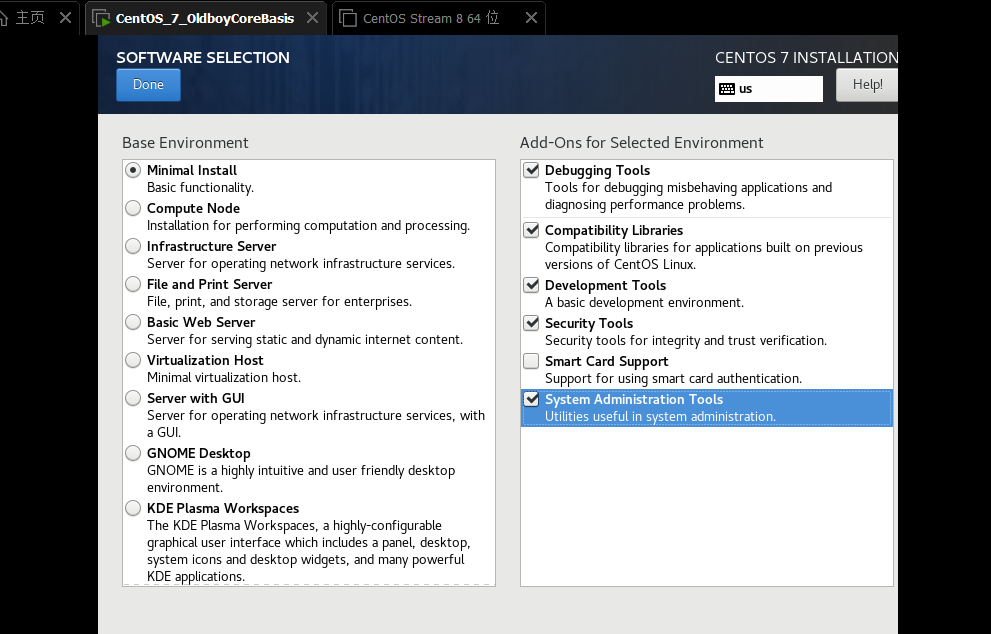 主页
CentOS_7_OldboyCoreBasis
CentOS Stream 8 64 位
SOFTWARE SELECTION
CENTOS 7 INSTALLATION
Done
us
Help!
Base Environment
Minimal Install
Basic functionality.
Compute Node
Installation for performing computation and processing.
Infrastructure Server
Server for operating network infrastructure services.
File and Print Server
File, print, and storage server for enterprises.
Basic Web Server
Server for serving static and dynamic internet content.
Virtualization Host
Minimal virtualization host.
Server with GUI
Server for operating network infrastructure services, with
a GUI.
GNOME Desktop
GNOME is a highly intuitive and user friendly desktop
environment.
KDE Plasma Workspaces
The KDE Plasma Workspaces, a highly-configurable
graphical user interface which includes a panel, desktop,
system icons and desktop widgets, and many powerful
KDE applications.
Add-Ons for Selected Environment
Debugging Tools
Tools for debugging misbehaving applications and
diagnosing performance problems.
Compatibility Libraries
Compatibility libraries for applications built on previous
versions of CentOS Linux.
Development Tools
A basic development environment.
Security Tools
Security tools for integrity and trust verification.
Smart Card Support
Support for using smart card authentication.
System Administration Tools
Utilities useful in system administration.